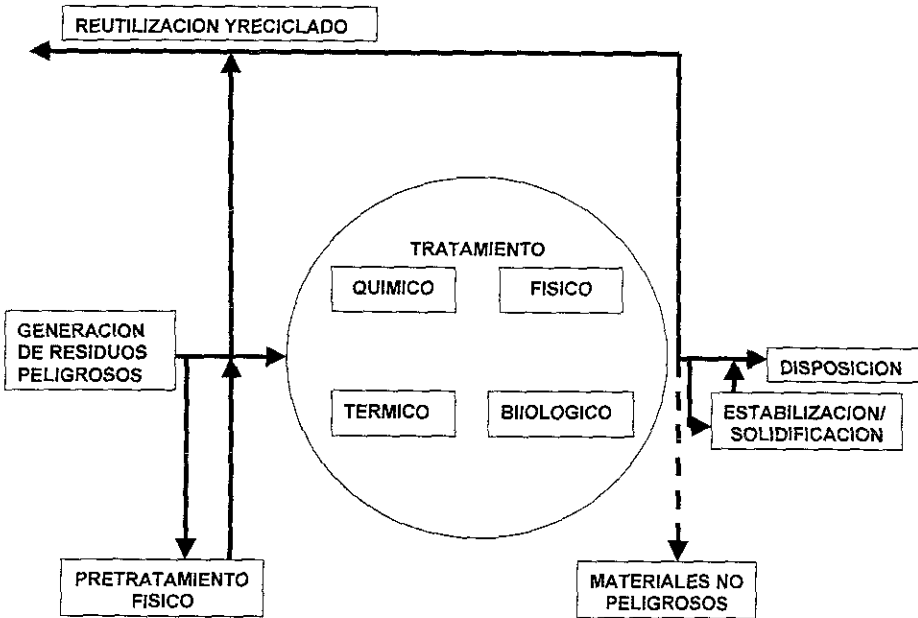 REUTILIZACION YRECICLADO
TRATAMIENTO
QUIMICO
FISICO
GENERACION
DE RESIDUOS
PELIGROSOS
DISPOSICION
TERMICO
BIIOLOGICO
ESTABILIZACION/
SOLIDIFICACION
PRETRATAMIENTO
FISICO
MATERIALES NO
PELIGROSOS